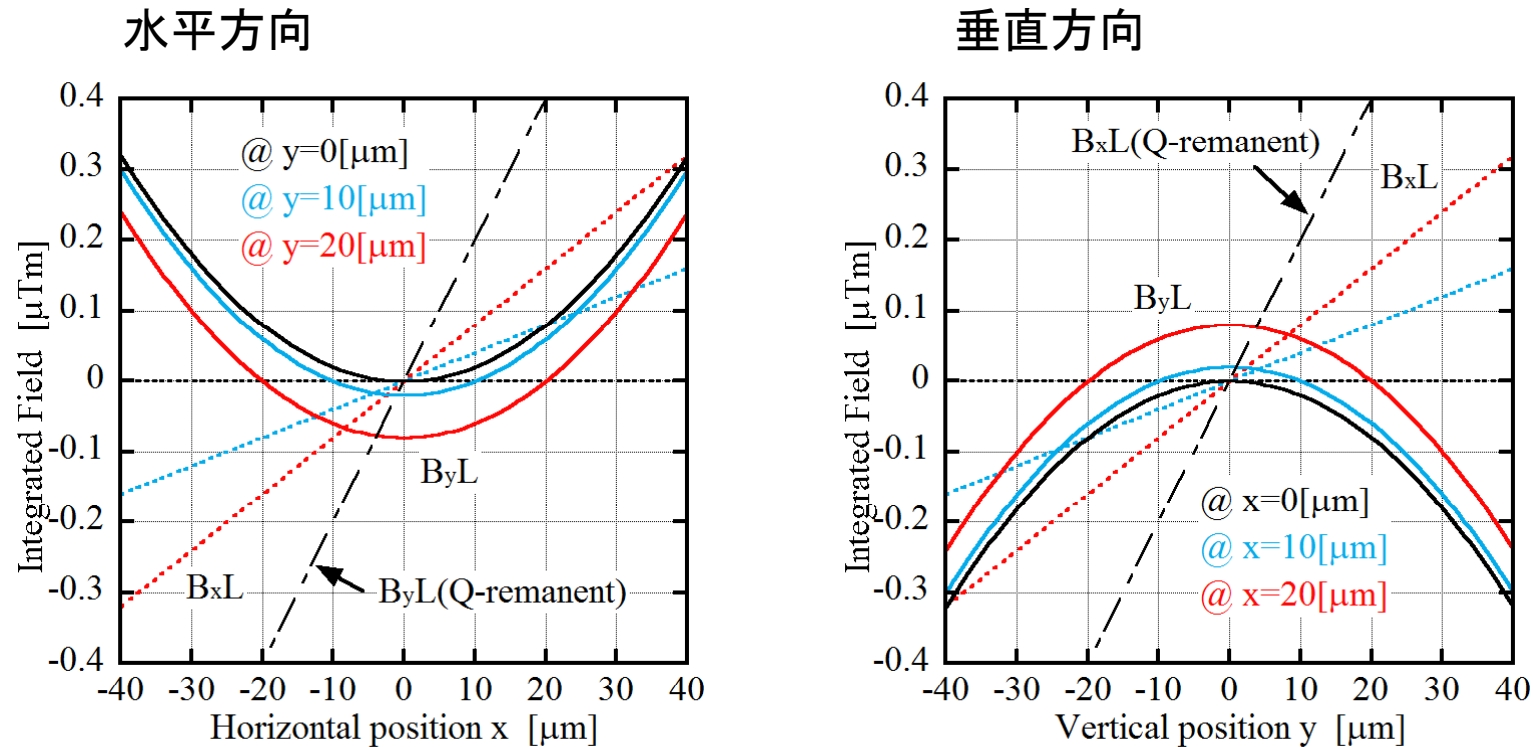 水平方向
0.4
0.3
0.2
0.1
0
-0.1
-0.2
-0.3
-0.4
Integrated Field [μTm]
@ y=0[μm]
@ y=10[μm]
@ y=20[μm]
ByL
BxL
ByL(Q-remanent)
-40 -30 -20 -10 0 10 20 30 40
Horizontal position x [μm]
垂直方向
0.4
0.3
0.2
0.1
0
-0.1
-0.2
-0.3
-0.4
Integrated Field [μTm]
BxL(Q-remanent)
BxL
ByL
@ x=0[μm]
@ x=10[μm]
@ x=20[μm]
-40 -30 -20 -10 0 10 20 30 40
Vertical position y [μm]